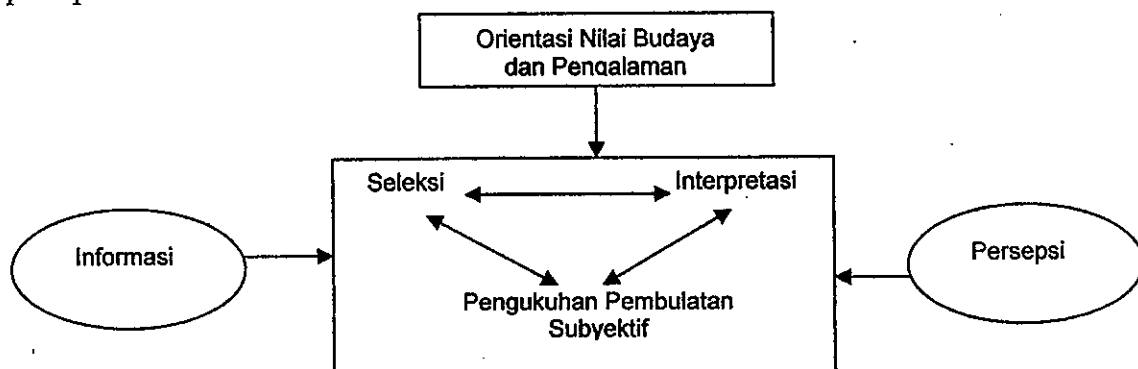 Orientasi Nilai Budaya
dan Pengalaman
Seleksi
Interpretasi
Informasi
Persepsi
Pengukuhan Pembulatan
Subyektif